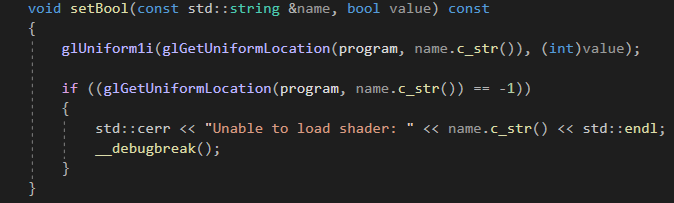 void setBool(const std::string &name, bool value) const
{
glUniform1i(glGetUniformLocation(program, name.c_str()), (int)value);
if ((glGetUniformLocation(program, name.c_str()) == -1))
{
std::cerr << "Unable to load shader: " << name.c_str() << std::endl;
__debugbreak();
}
}